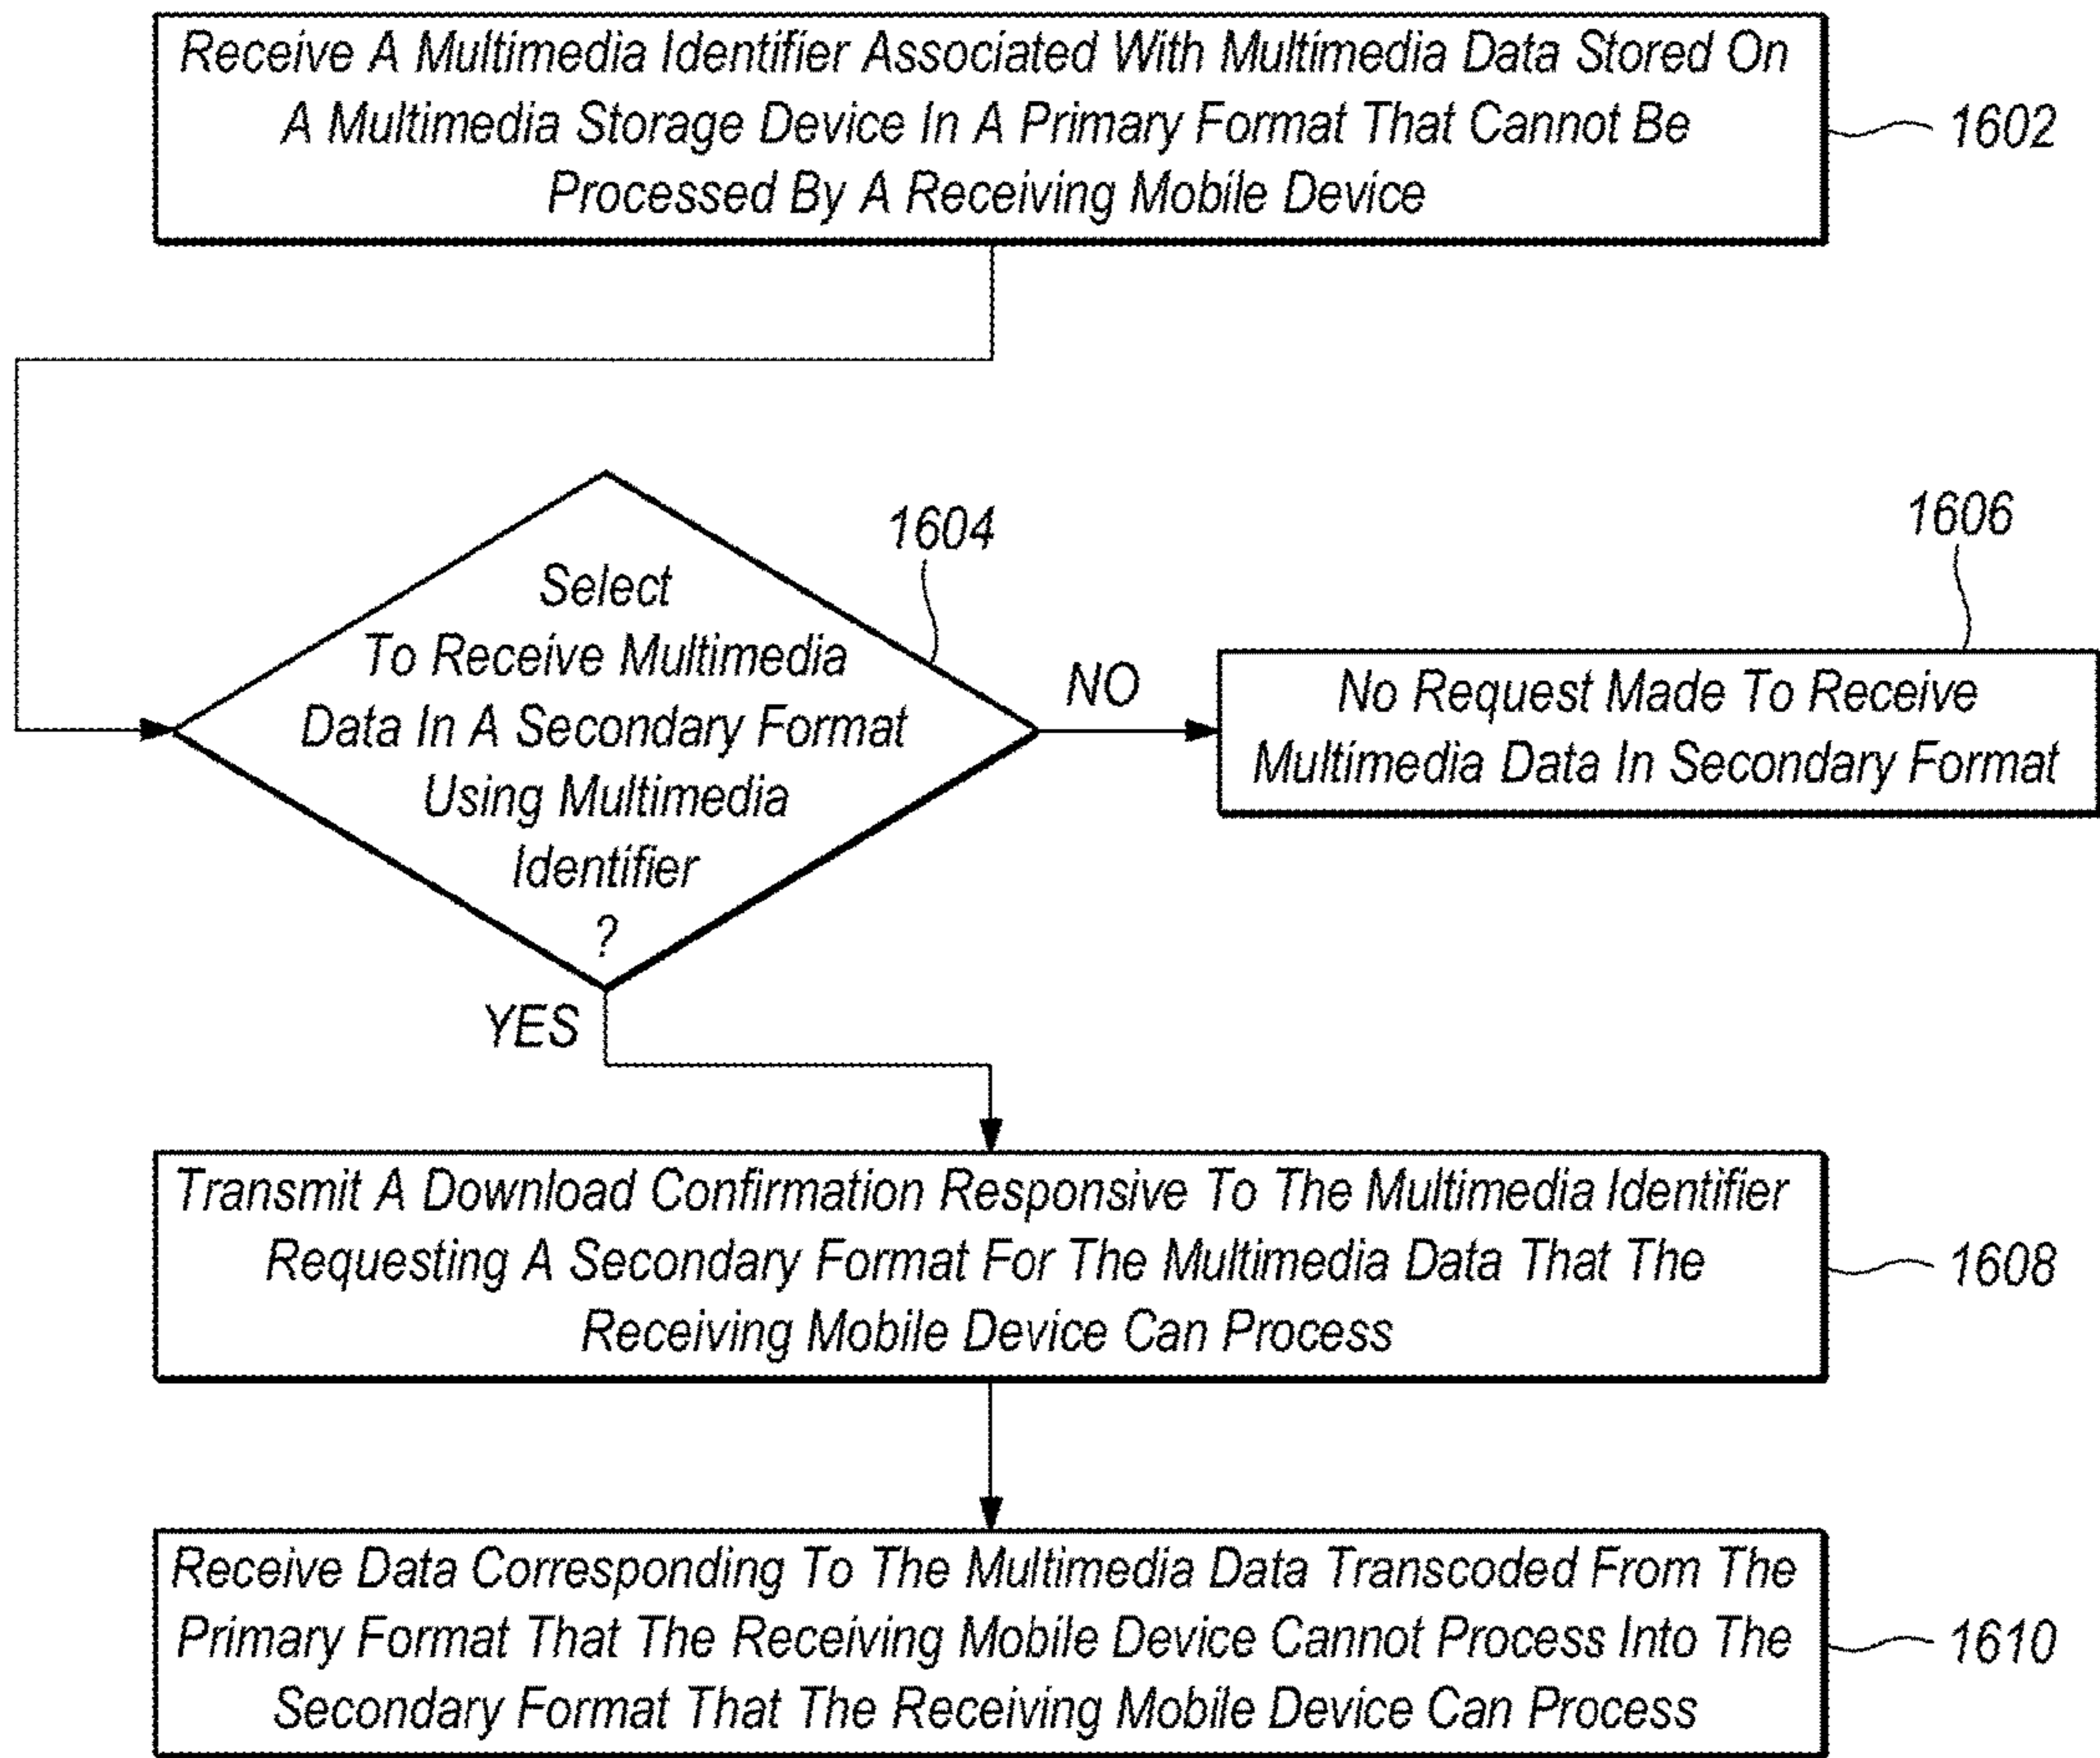 Receive A Multimedia Identifier Associated With Multimedia Data Stored On
A Multimedia Storage Device In A Primary Format That Cannot Be
Processed By A Receiving Mobile Device
1602
1604
Select
To Receive Multimedia
Data In A Secondary Format
Using Multimedia
Identifier
?
NO
YES
1606
No Request Made To Receive
Multimedia Data In Secondary Format
Transmit A Download Confirmation Responsive To The Multimedia Identifier
Requesting A Secondary Format For The Multimedia Data That The
Receiving Mobile Device Can Process
1608
Receive Data Corresponding To The Multimedia Data Transcoded From The
Primary Format That The Receiving Mobile Device Cannot Process Into The
Secondary Format That The Receiving Mobile Device Can Process
1610